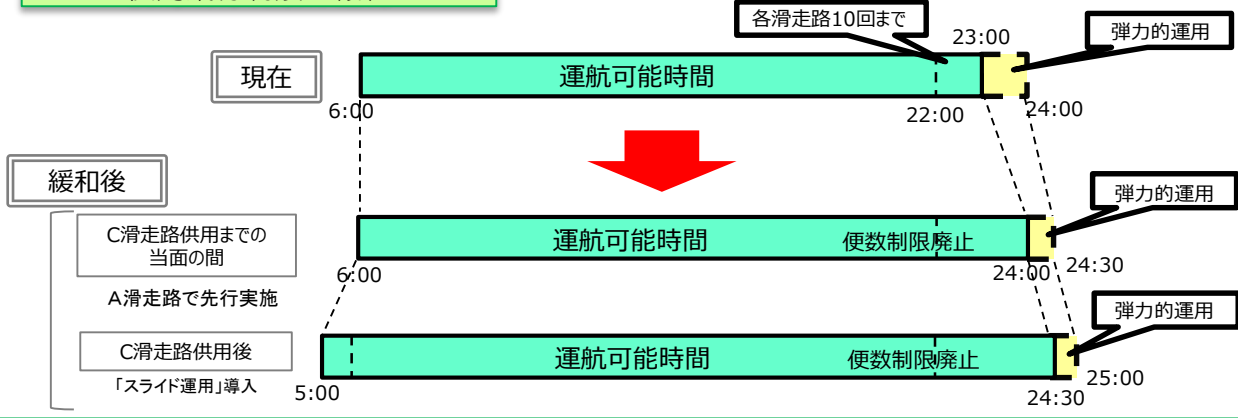 各滑走路10回まで
23:00
弾力的運用
現在
運航可能時間
6:00
22:00
24:00
緩和後
弾力的運用
C滑走路供用までの
当面の間
運航可能時間
便数制限廃止
6:00
24:00
24:30
A滑走路で先行実施
弾力的運用
C滑走路供用後
運航可能時間
便数制限廃止
「スライド運用」導入
5:00
25:00
24:30